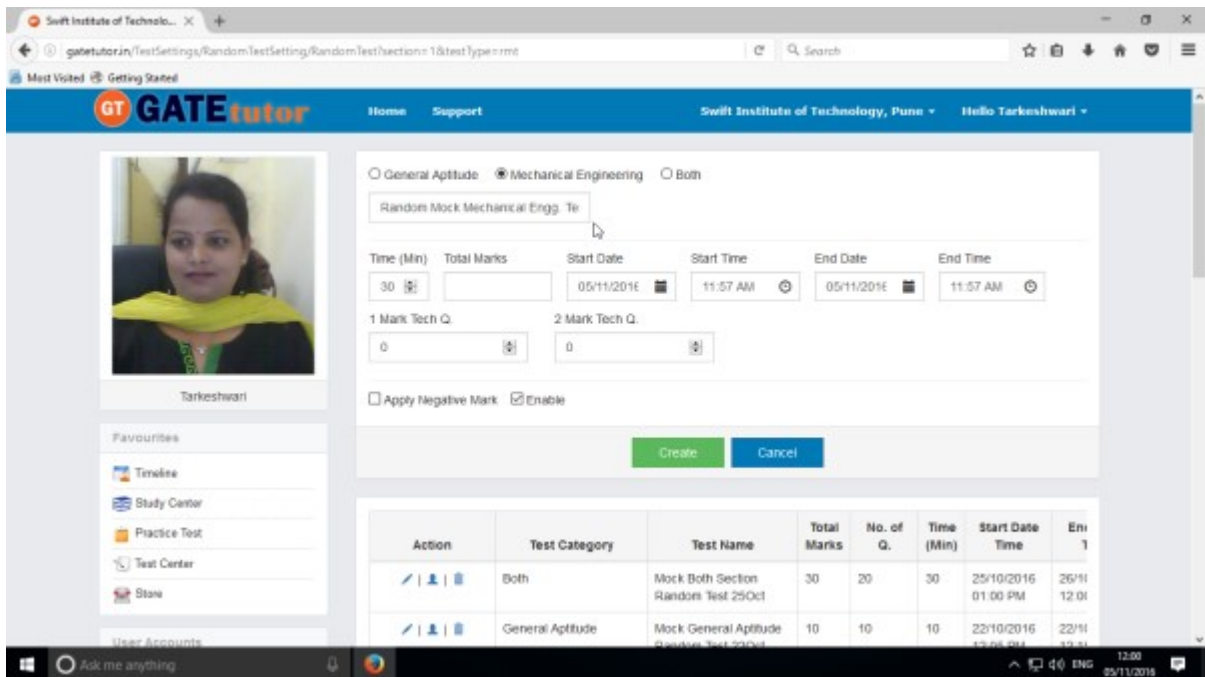 Swift Institute of Technolo...
gatetutor.in/TestSettings/RandomTestSetting/RandomTest?section=1&testType=rmt
Search
Most Visited Getting Started
GT GATEtutor Home Support Swift Institute of Technology, Pune Hello Tarkeshwari
General Aptitude Mechanical Engineering Both
Random Mock Mechanical Engg. Te
Time (Min) Total Marks Start Date Start Time End Date End Time
30 05/11/2016 11:57 AM 05/11/2016 11:57 AM
1 Mark Tech Q. 2 Mark Tech Q.
0 0
Tarkeshwari
Apply Negative Mark Enable
Create Cancel
Favourites
Timeline
Study Center
Practice Test
Test Center
Store
User Accounts
Action Test Category Test Name Total Marks No. of Q. Time (Min) Start Date Time
Both Mock Both Section Random Test 25Oct 30 20 30 25/10/2016 01:00 PM
General Aptitude Mock General Aptitude 10 10 10 22/10/2016
Ask me anything
ENG
12:00
05/11/2016